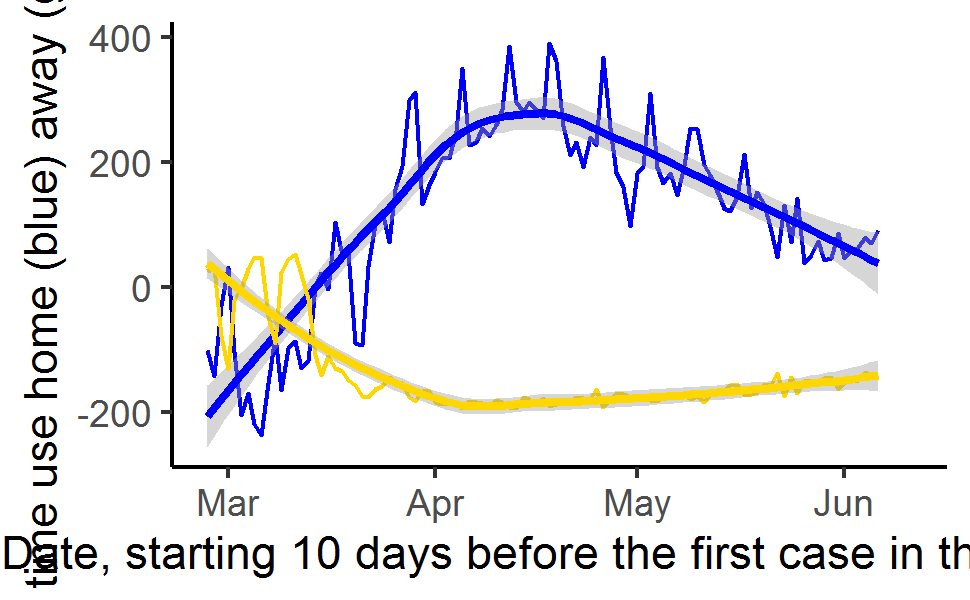 time use home (blue) away (
400
200
0
-200
Mar Apr May Jun
Date, starting 10 days before the first case in th